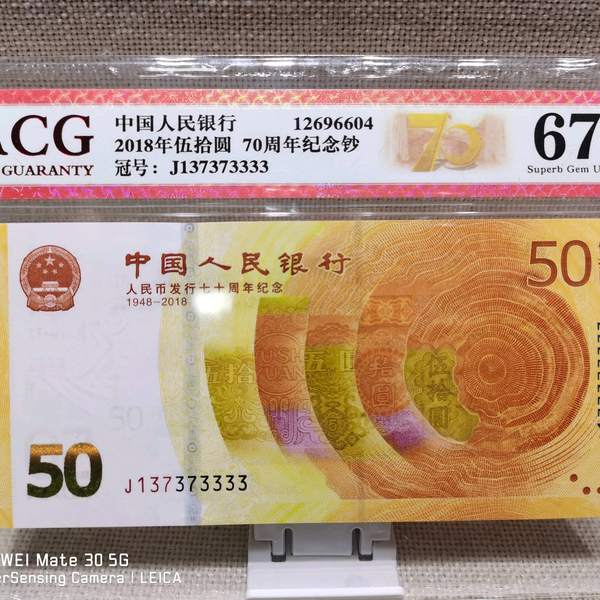 ACG
GUARANTY
中国人民银行 12696604
2018年伍拾圆 70周年纪念钞
冠号：J137373333
70
67
Superb Gem U
中国人民银行
人民币发行七十周年纪念
1948-2018
50
伍拾圆
50
50
J137373333
WEI Mate 30 5G
erSensing Camera | LEICA